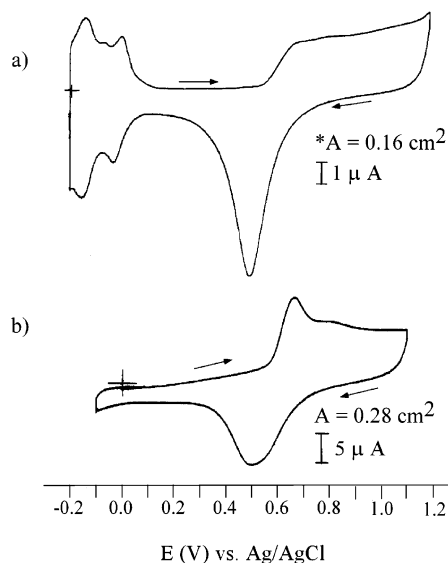 a)
*A = 0.16 cm2
1 μ A
b)
A = 0.28 cm2
5 μ A
-0.2 0.0 0.2 0.4 0.6 0.8 1.0 1.2
E (V) vs. Ag/AgCl